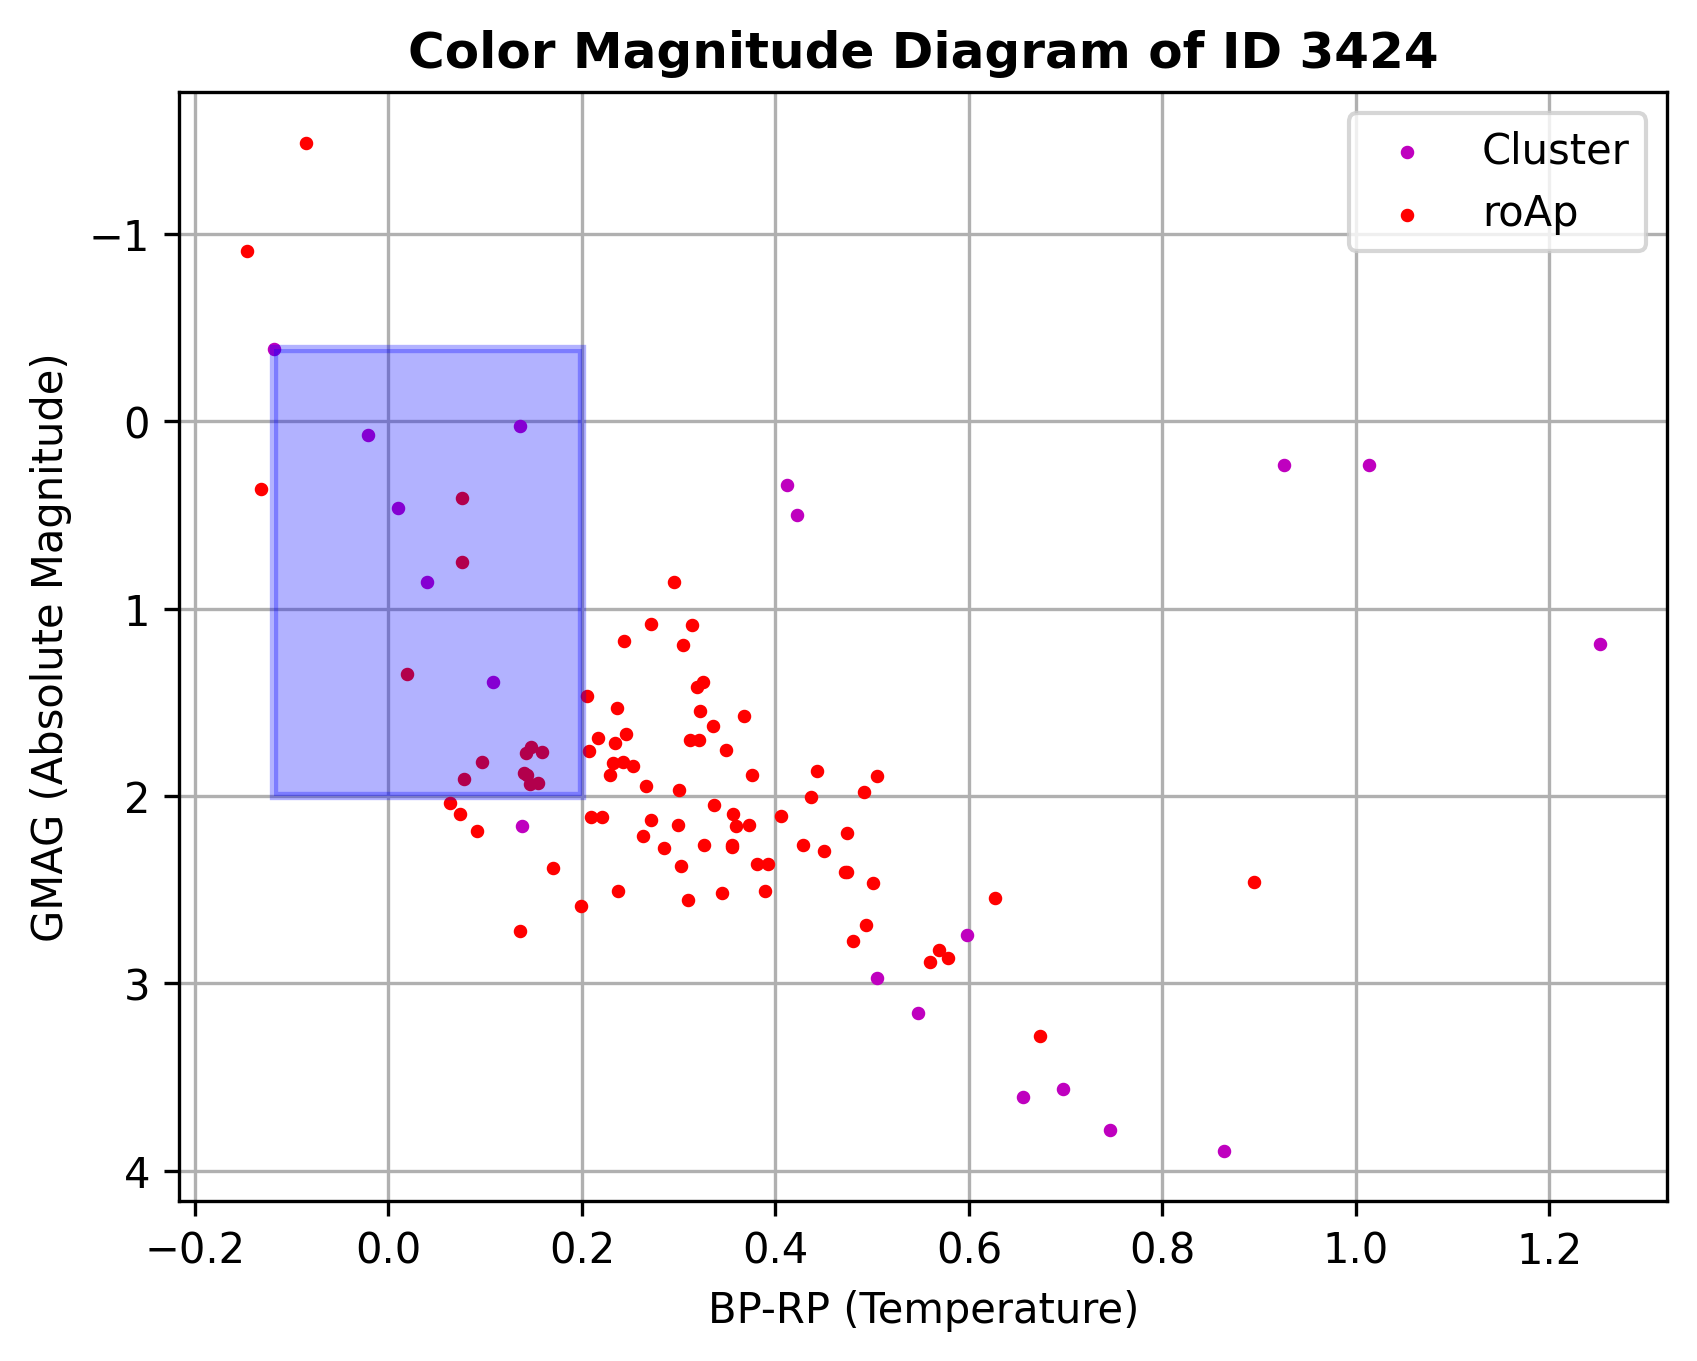 Color Magnitude Diagram of ID 3424
Cluster
roAp
−1
0
1
2
3
4
GMAG (Absolute Magnitude)
−0.2 0.0 0.2 0.4 0.6 0.8 1.0 1.2
BP-RP (Temperature)